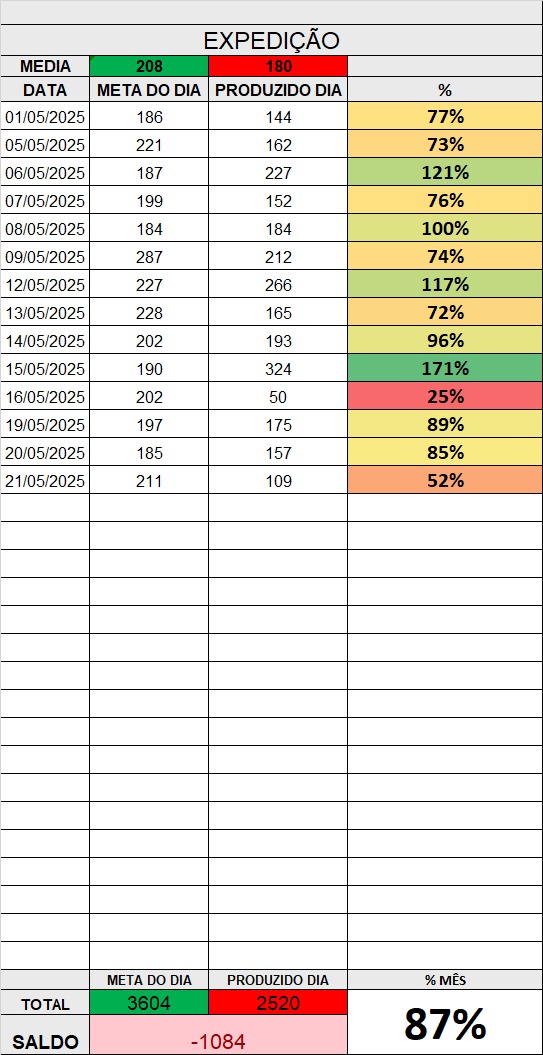 EXPEDIÇÃO
MEDIA 208 180
DATA META DO DIA PRODUZIDO DIA %
01/05/2025 186 144 77%
05/05/2025 221 162 73%
06/05/2025 187 227 121%
07/05/2025 199 152 76%
08/05/2025 184 184 100%
09/05/2025 287 212 74%
12/05/2025 227 266 117%
13/05/2025 228 165 72%
14/05/2025 202 193 96%
15/05/2025 190 324 171%
16/05/2025 202 50 25%
19/05/2025 197 175 89%
20/05/2025 185 157 85%
21/05/2025 211 109 52%
META DO DIA PRODUZIDO DIA % MÊS
TOTAL 3604 2520 87%
SALDO -1084